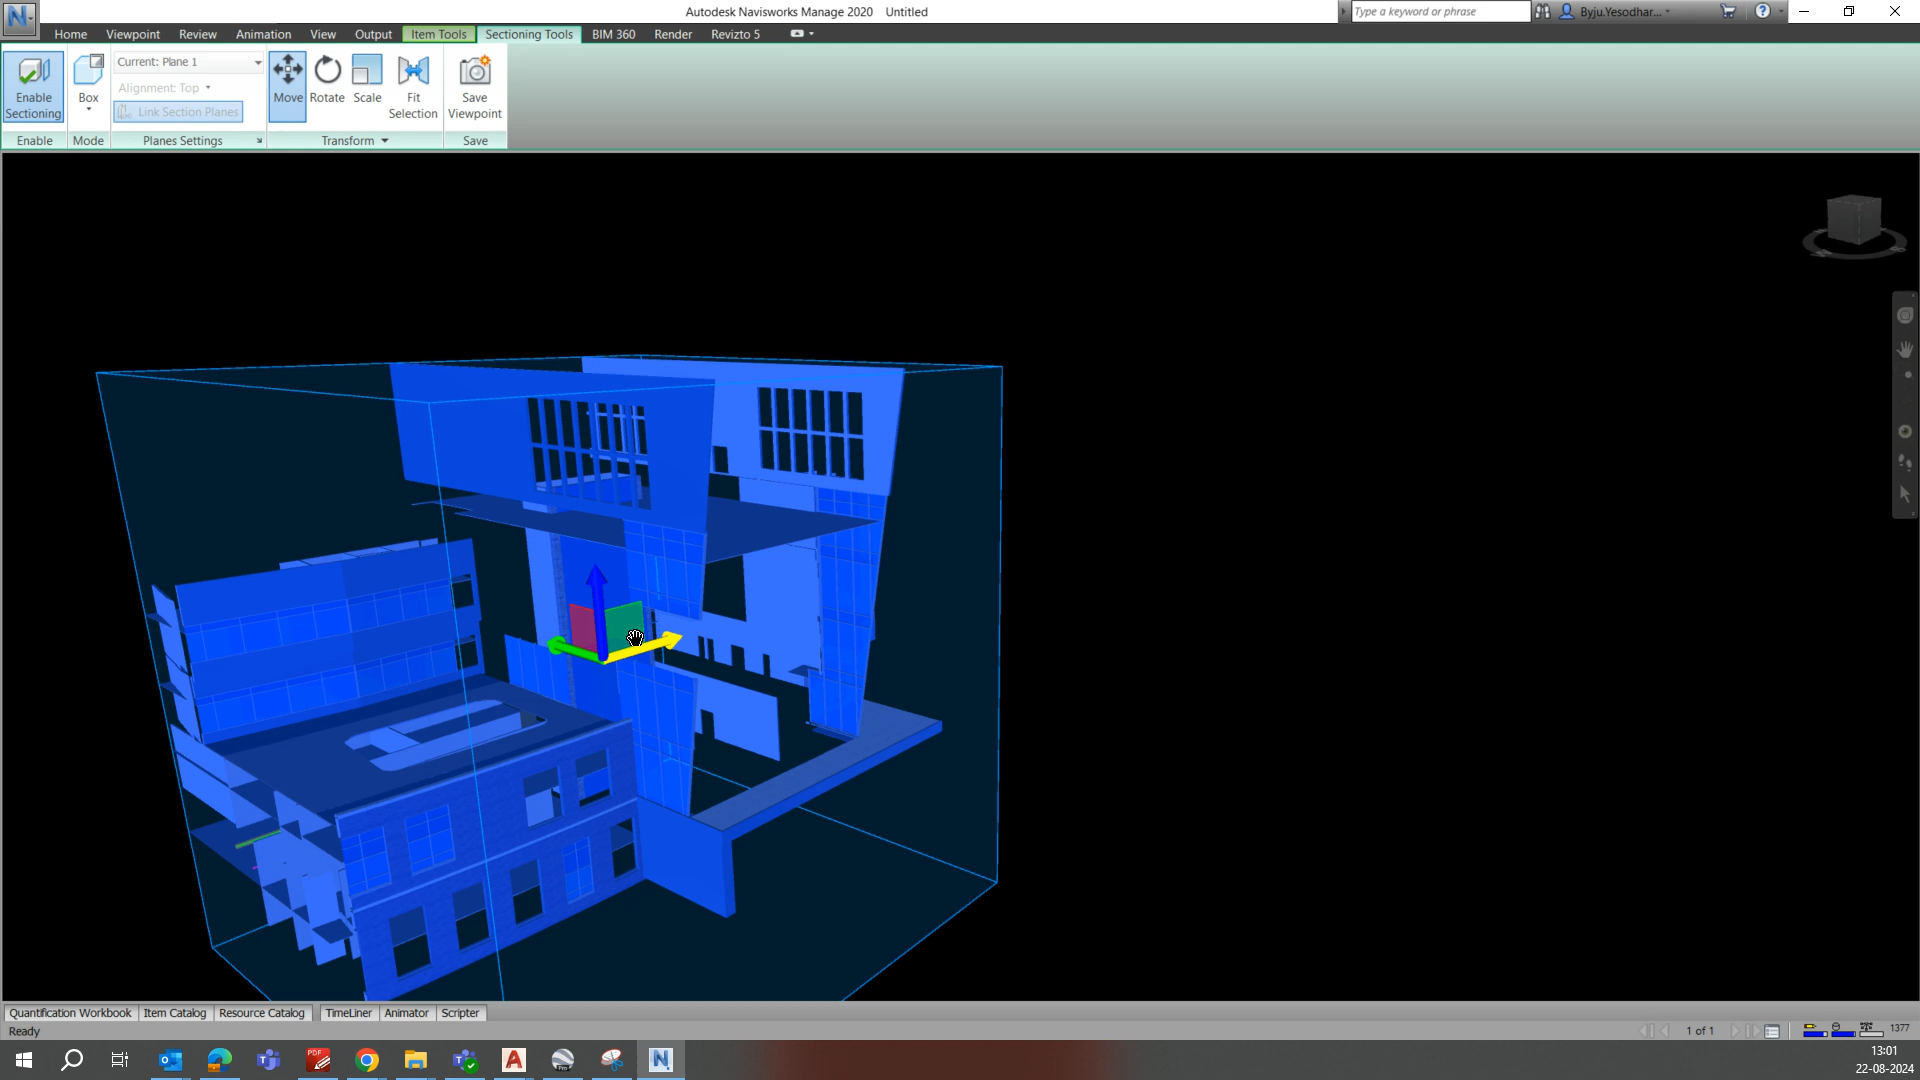 Autodesk Navisworks Manage 2020 Untitled
Type a keyword or phrase
Byju.Yesodhar...
Home Viewpoint Review Animation View Output Item Tools Sectioning Tools BIM 360 Render Revizto 5
Enable Sectioning
Box
Current: Plane 1
Alignment: Top
Link Section Planes
Move
Rotate
Scale
Fit Selection
Save Viewpoint
Enable
Mode
Planes Settings
Transform
Save
Quantification Workbook Item Catalog Resource Catalog TimeLiner Animator Scripter
Ready
1 of 1
1377
13:01
22-08-2024